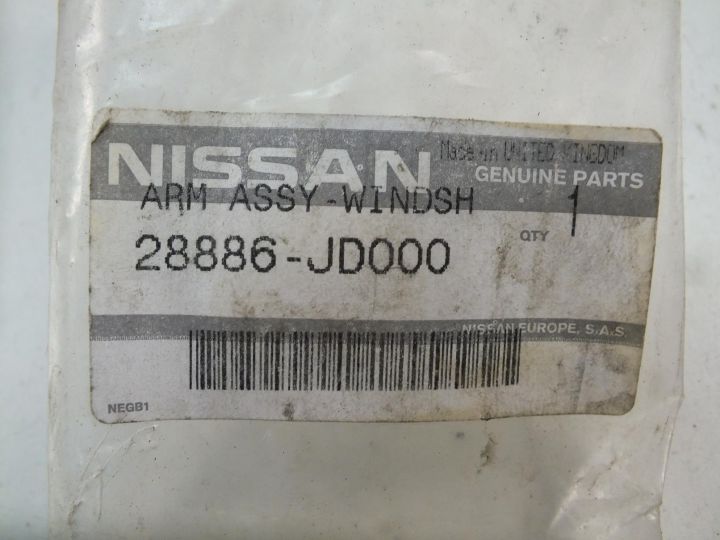 Made in UNITED KINGDOM
NISSAN
GENUINE PARTS
ARM ASSY-WINDSH
1
QTY
28886-JD000
NISSAN EUROPE, S.A.S.
NEGB1